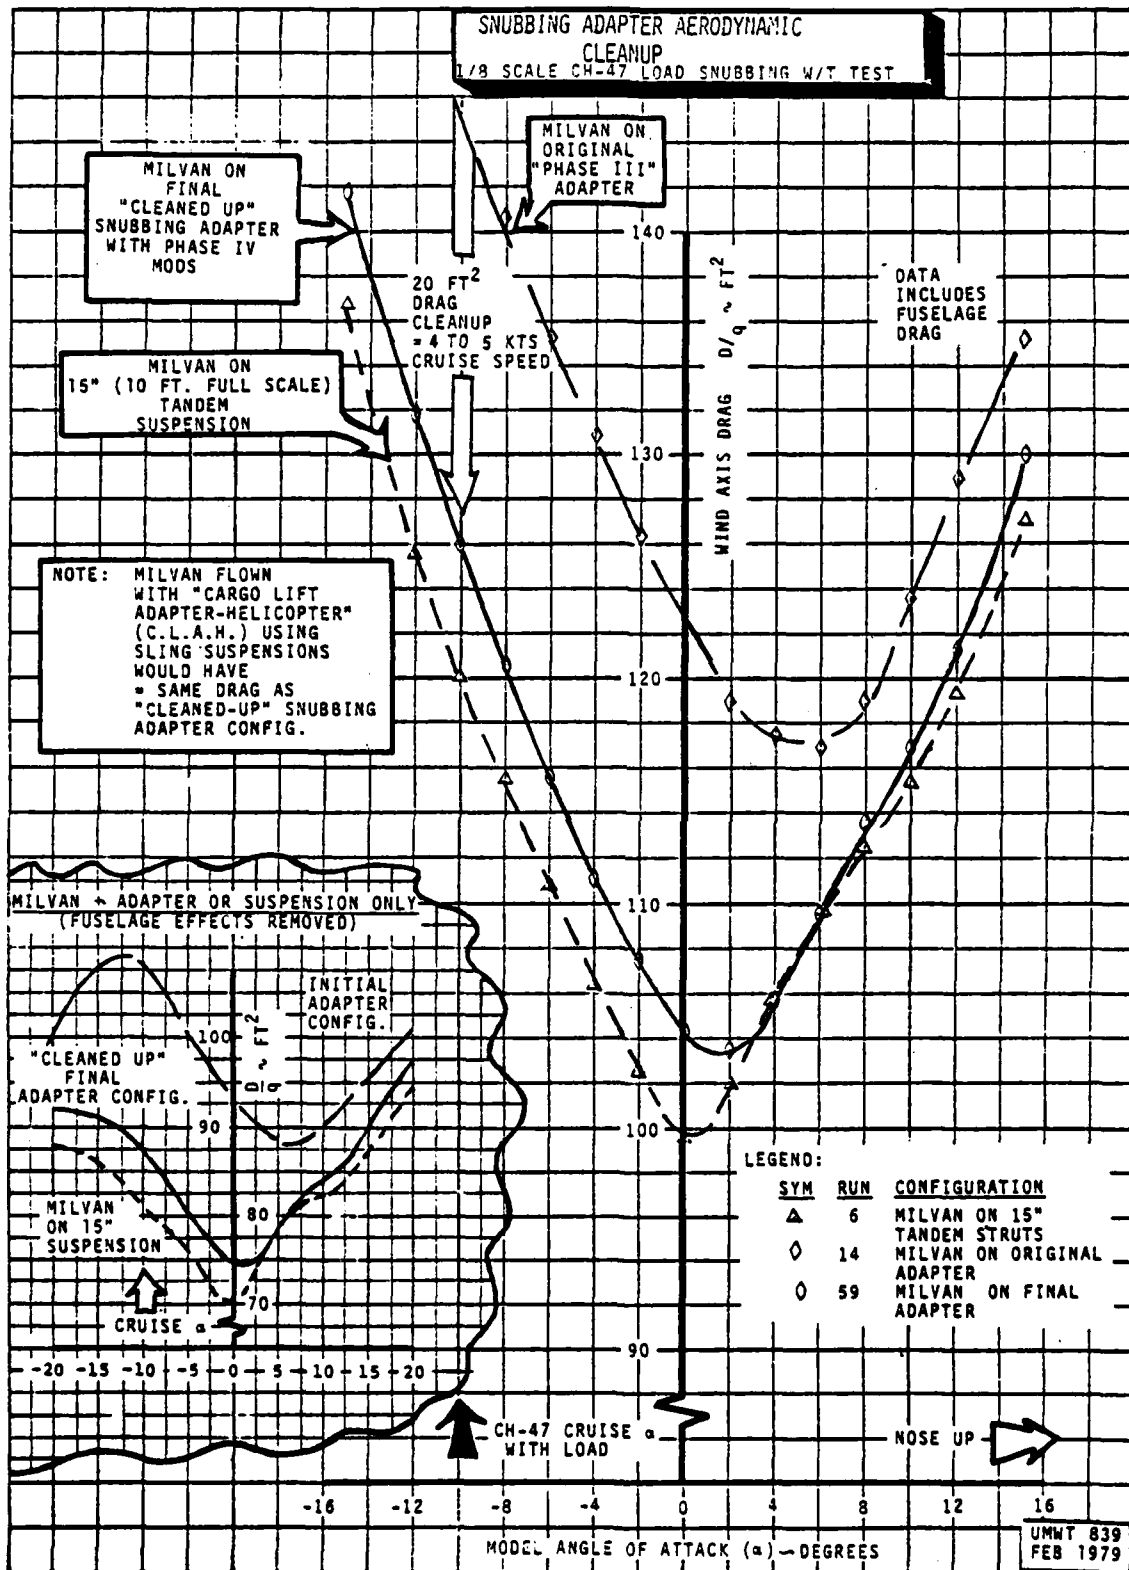 SNUBBING ADAPTER AERODYNAMIC
CLEANUP
1/8 SCALE CH-47 LOAD SNUBBING W/T TEST
MILVAN ON
ORIGINAL
"PHASE III"
ADAPTER
MILVAN ON
FINAL
"CLEANED UP"
SNUBBING ADAPTER
WITH PHASE IV
MODS
20 FT2
DRAG
CLEANUP
= 4 TO 5 KTS
CRUISE SPEED
DATA
INCLUDES
FUSELAGE
DRAG
MILVAN ON
15" (10 FT. FULL SCALE)
TANDEM
SUSPENSION
WIND AXIS DRAG D/q ~ FT2
140
130
120
110
100
90
NOTE: MILVAN FLOWN
WITH "CARGO LIFT
ADAPTER-HELICOPTER"
(C.L.A.H.) USING
SLING SUSPENSIONS
WOULD HAVE
= SAME DRAG AS
"CLEANED-UP" SNUBBING
ADAPTER CONFIG.
MILVAN + ADAPTER OR SUSPENSION ONLY
(FUSELAGE EFFECTS REMOVED)
INITIAL
ADAPTER
CONFIG.
D/q ~ FT2
100
90
80
70
"CLEANED UP"
FINAL
ADAPTER CONFIG.
MILVAN
ON 15"
SUSPENSION
CRUISE α
-20 -15 -10 -5 0 5 10 15 20
LEGEND:
SYM RUN CONFIGURATION
△ 6 MILVAN ON 15"
TANDEM STRUTS
◇ 14 MILVAN ON ORIGINAL
ADAPTER
◇ 59 MILVAN ON FINAL
ADAPTER
CH-47 CRUISE α
WITH LOAD
NOSE UP
-16 -12 -8 -4 0 4 8 12 16
MODEL ANGLE OF ATTACK (α) ~ DEGREES
UMWT 839
FEB 1979